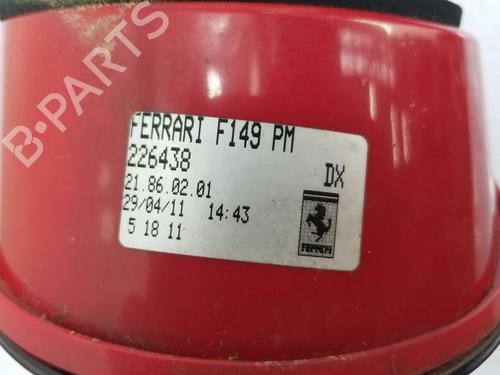 FERRARI F149 PM
226438
DX
21.86.02.01
29/04/11 14:43
5 18 11
Ferrari
B-PARTS